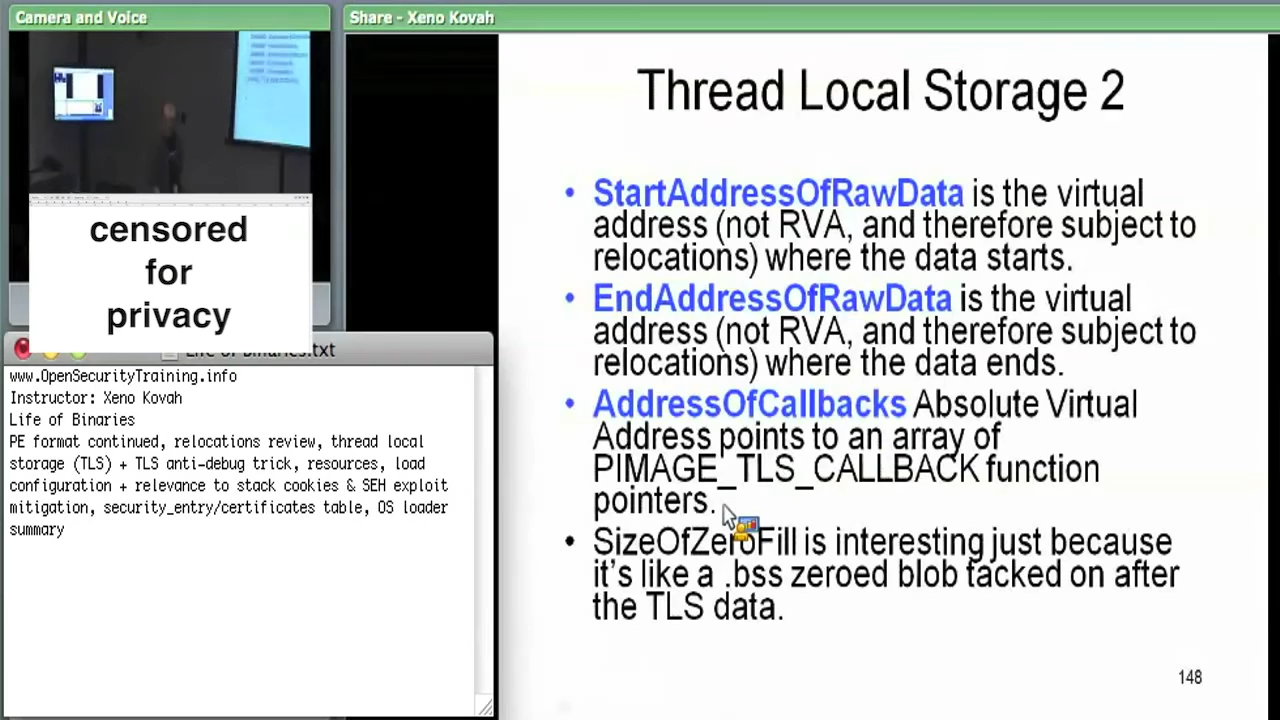 Camera and Voice
Share - Xeno Kovah
censored
for
privacy
Life of Binaries.txt
www.OpenSecurityTraining.info
Instructor: Xeno Kovah
Life of Binaries
PE format continued, relocations review, thread local
storage (TLS) + TLS anti-debug trick, resources, load
configuration + relevance to stack cookies & SEH exploit
mitigation, security_entry/certificates table, OS loader
summary
Thread Local Storage 2
• StartAddressOfRawData is the virtual
address (not RVA, and therefore subject to
relocations) where the data starts.
• EndAddressOfRawData is the virtual
address (not RVA, and therefore subject to
relocations) where the data ends.
• AddressOfCallbacks Absolute Virtual
Address points to an array of
PIMAGE_TLS_CALLBACK function
pointers.
• SizeOfZeroFill is interesting just because
it's like a .bss zeroed blob tacked on after
the TLS data.
148